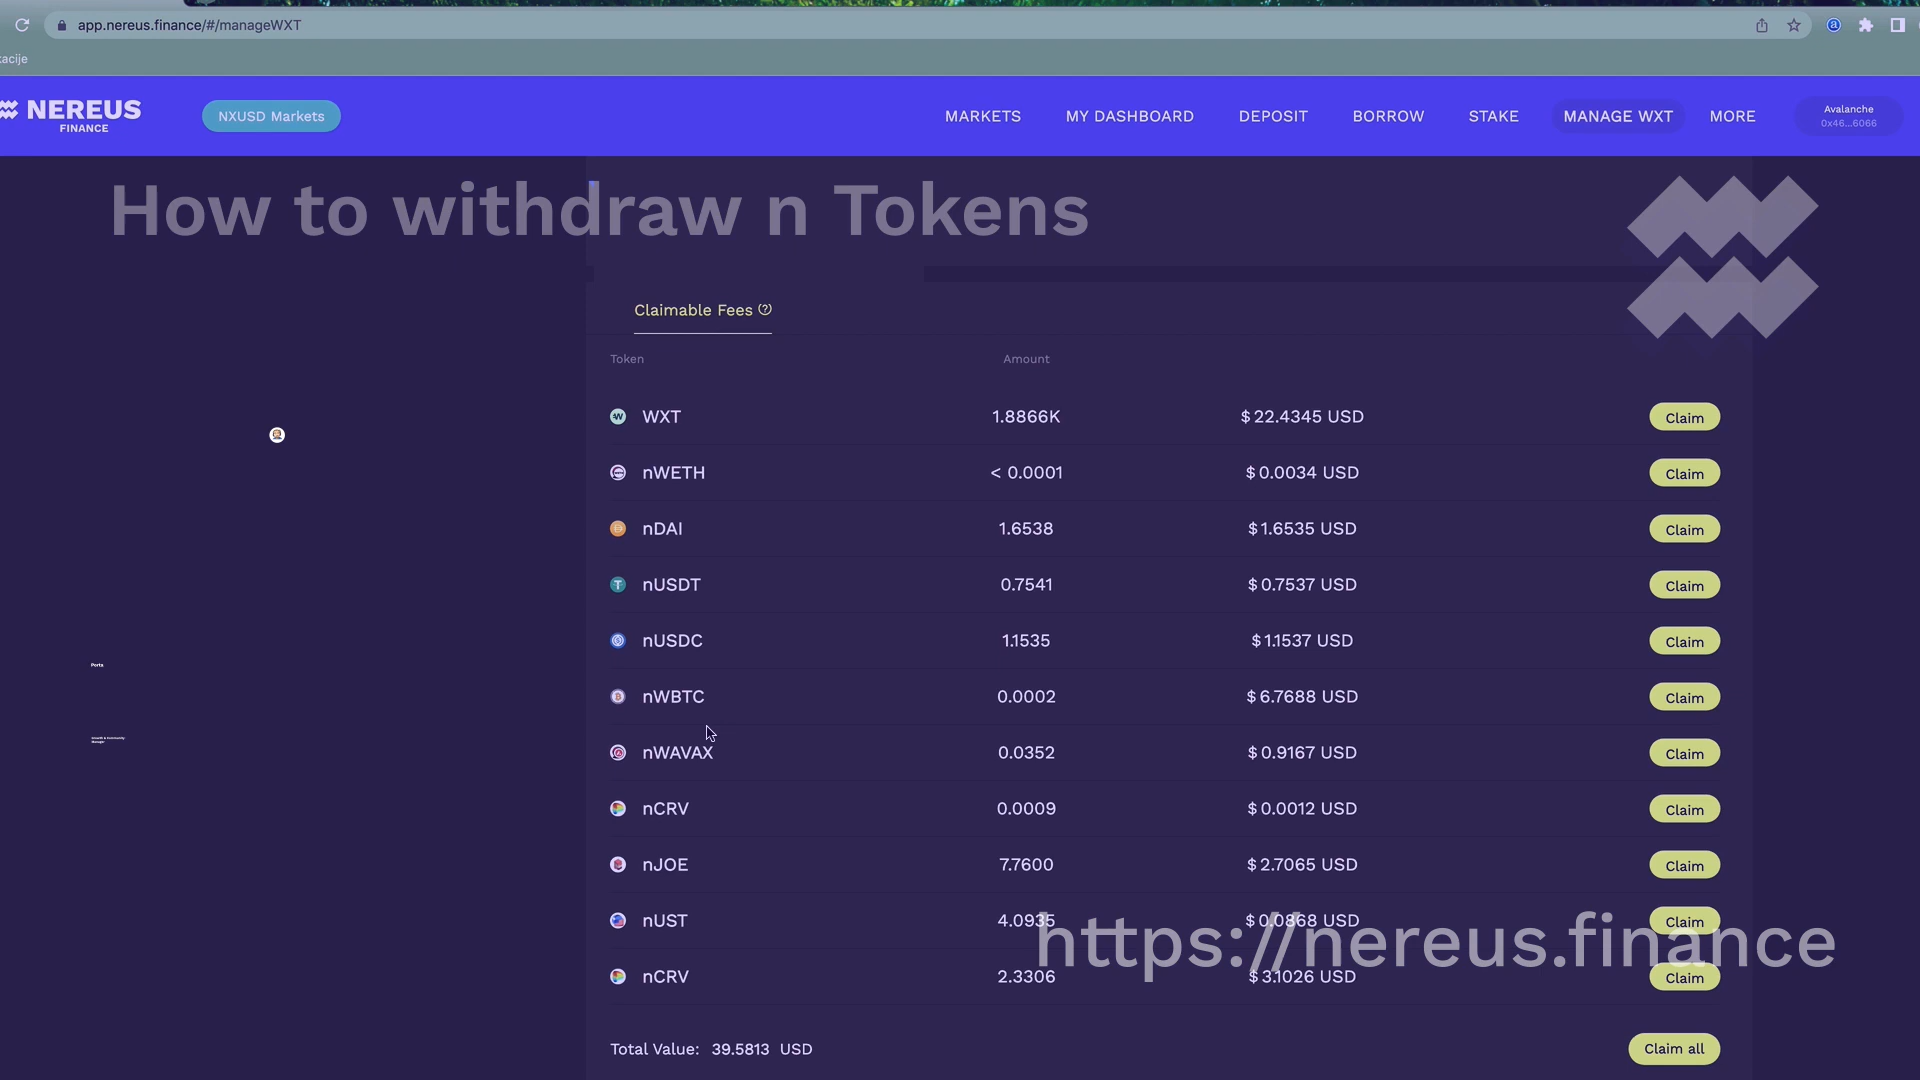 app.nereus.finance/#/manageWXT
kacije
NEREUS
FINANCE
NXUSD Markets
MARKETS
MY DASHBOARD
DEPOSIT
BORROW
STAKE
MANAGE WXT
MORE
Avalanche
0x46...6066
How to withdraw n Tokens
Claimable Fees
Token Amount
WXT 1.8866K $ 22.4345 USD Claim
nWETH < 0.0001 $ 0.0034 USD Claim
nDAI 1.6538 $ 1.6535 USD Claim
nUSDT 0.7541 $ 0.7537 USD Claim
nUSDC 1.1535 $ 1.1537 USD Claim
nWBTC 0.0002 $ 6.7688 USD Claim
nWAVAX 0.0352 $ 0.9167 USD Claim
nCRV 0.0009 $ 0.0012 USD Claim
nJOE 7.7600 $ 2.7065 USD Claim
nUST 4.0935 $ 0.0868 USD Claim
nCRV 2.3306 $ 3.1026 USD Claim
https://nereus.finance
Total Value: 39.5813 USD
Claim all
Porta
Growth & Community
Manager